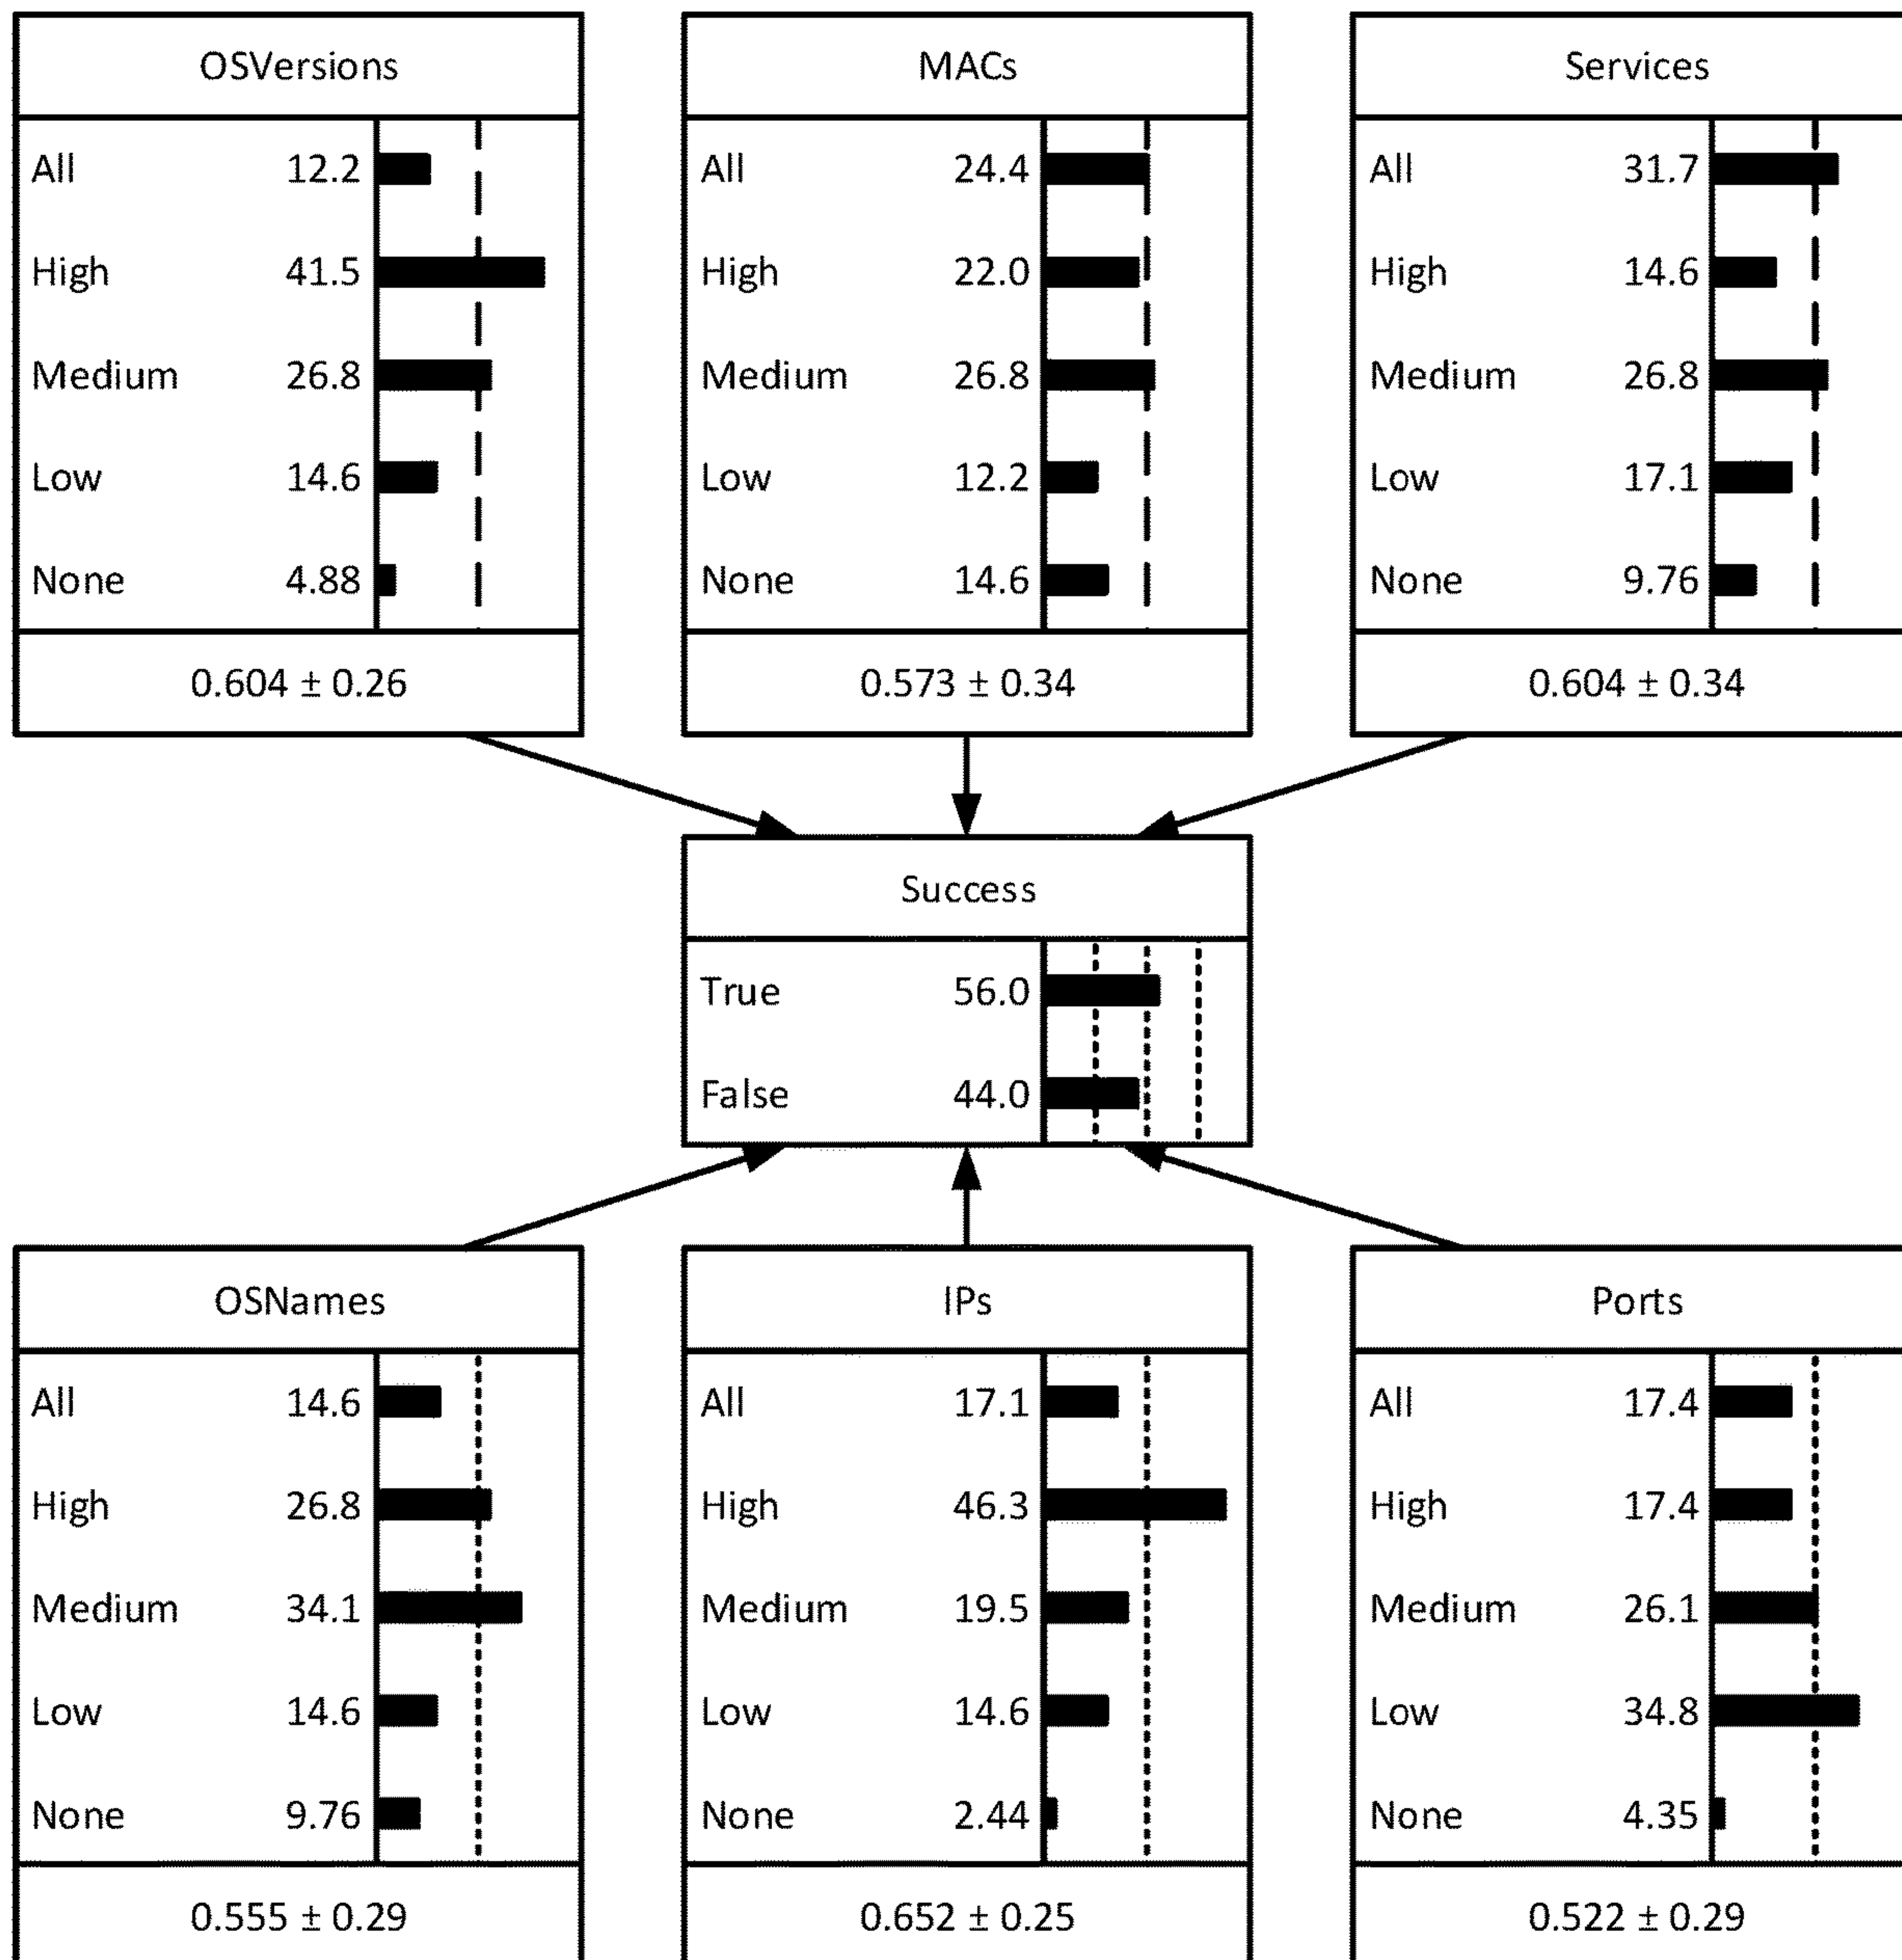 OSVersions
All 12.2
High 41.5
Medium 26.8
Low 14.6
None 4.88
0.604 ± 0.26
MACs
All 24.4
High 22.0
Medium 26.8
Low 12.2
None 14.6
0.573 ± 0.34
Services
All 31.7
High 14.6
Medium 26.8
Low 17.1
None 9.76
0.604 ± 0.34
Success
True 56.0
False 44.0
OSNames
All 14.6
High 26.8
Medium 34.1
Low 14.6
None 9.76
0.555 ± 0.29
IPs
All 17.1
High 46.3
Medium 19.5
Low 14.6
None 2.44
0.652 ± 0.25
Ports
All 17.4
High 17.4
Medium 26.1
Low 34.8
None 4.35
0.522 ± 0.29